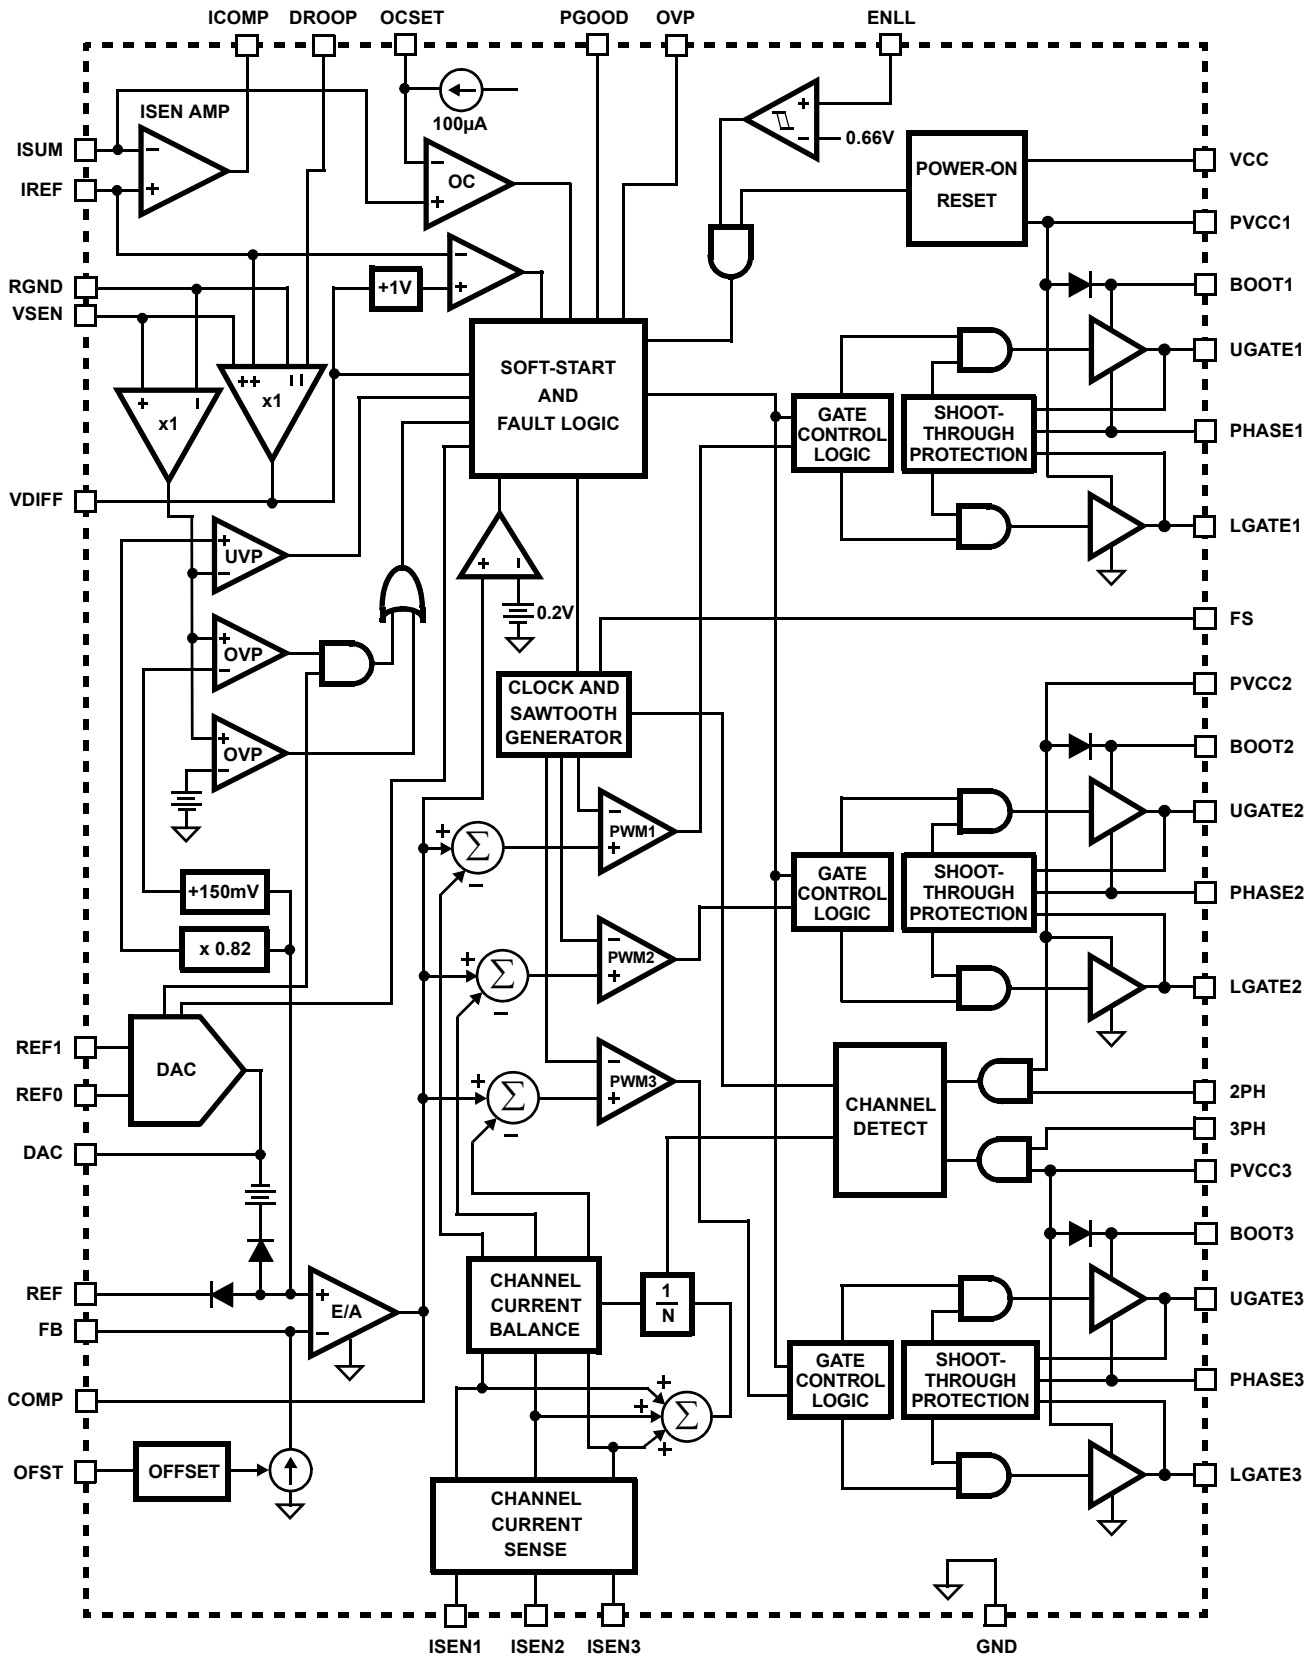 ICOMP DROOP OCSET PGOOD OVP ENLL
ISEN AMP
100µA
ISUM
−
+
IREF
−
OC
+
+
−
0.66V
POWER-ON
RESET
VCC
PVCC1
−
+
+1V
RGND
VSEN
BOOT1
UGATE1
+ −
x1
++ − −
x1
SOFT-START
AND
FAULT LOGIC
GATE
CONTROL
LOGIC
SHOOT-
THROUGH
PROTECTION
PHASE1
VDIFF
LGATE1
+
UVP
−
+ −
0.2V
FS
+
OVP
−
CLOCK AND
SAWTOOTH
GENERATOR
PVCC2
+
OVP
−
BOOT2
−
PWM1
+
+
Σ
−
UGATE2
+150mV
GATE
CONTROL
LOGIC
SHOOT-
THROUGH
PROTECTION
PHASE2
x 0.82
−
PWM2
+
+
Σ
−
LGATE2
REF1
REF0
DAC
−
PWM3
+
+
Σ
−
CHANNEL
DETECT
2PH
3PH
DAC
PVCC3
BOOT3
REF
FB
+
E/A
−
CHANNEL
CURRENT
BALANCE
1
N
UGATE3
GATE
CONTROL
LOGIC
SHOOT-
THROUGH
PROTECTION
PHASE3
COMP
+
+
+
Σ
OFST
OFFSET
LGATE3
CHANNEL
CURRENT
SENSE
ISEN1 ISEN2 ISEN3 GND